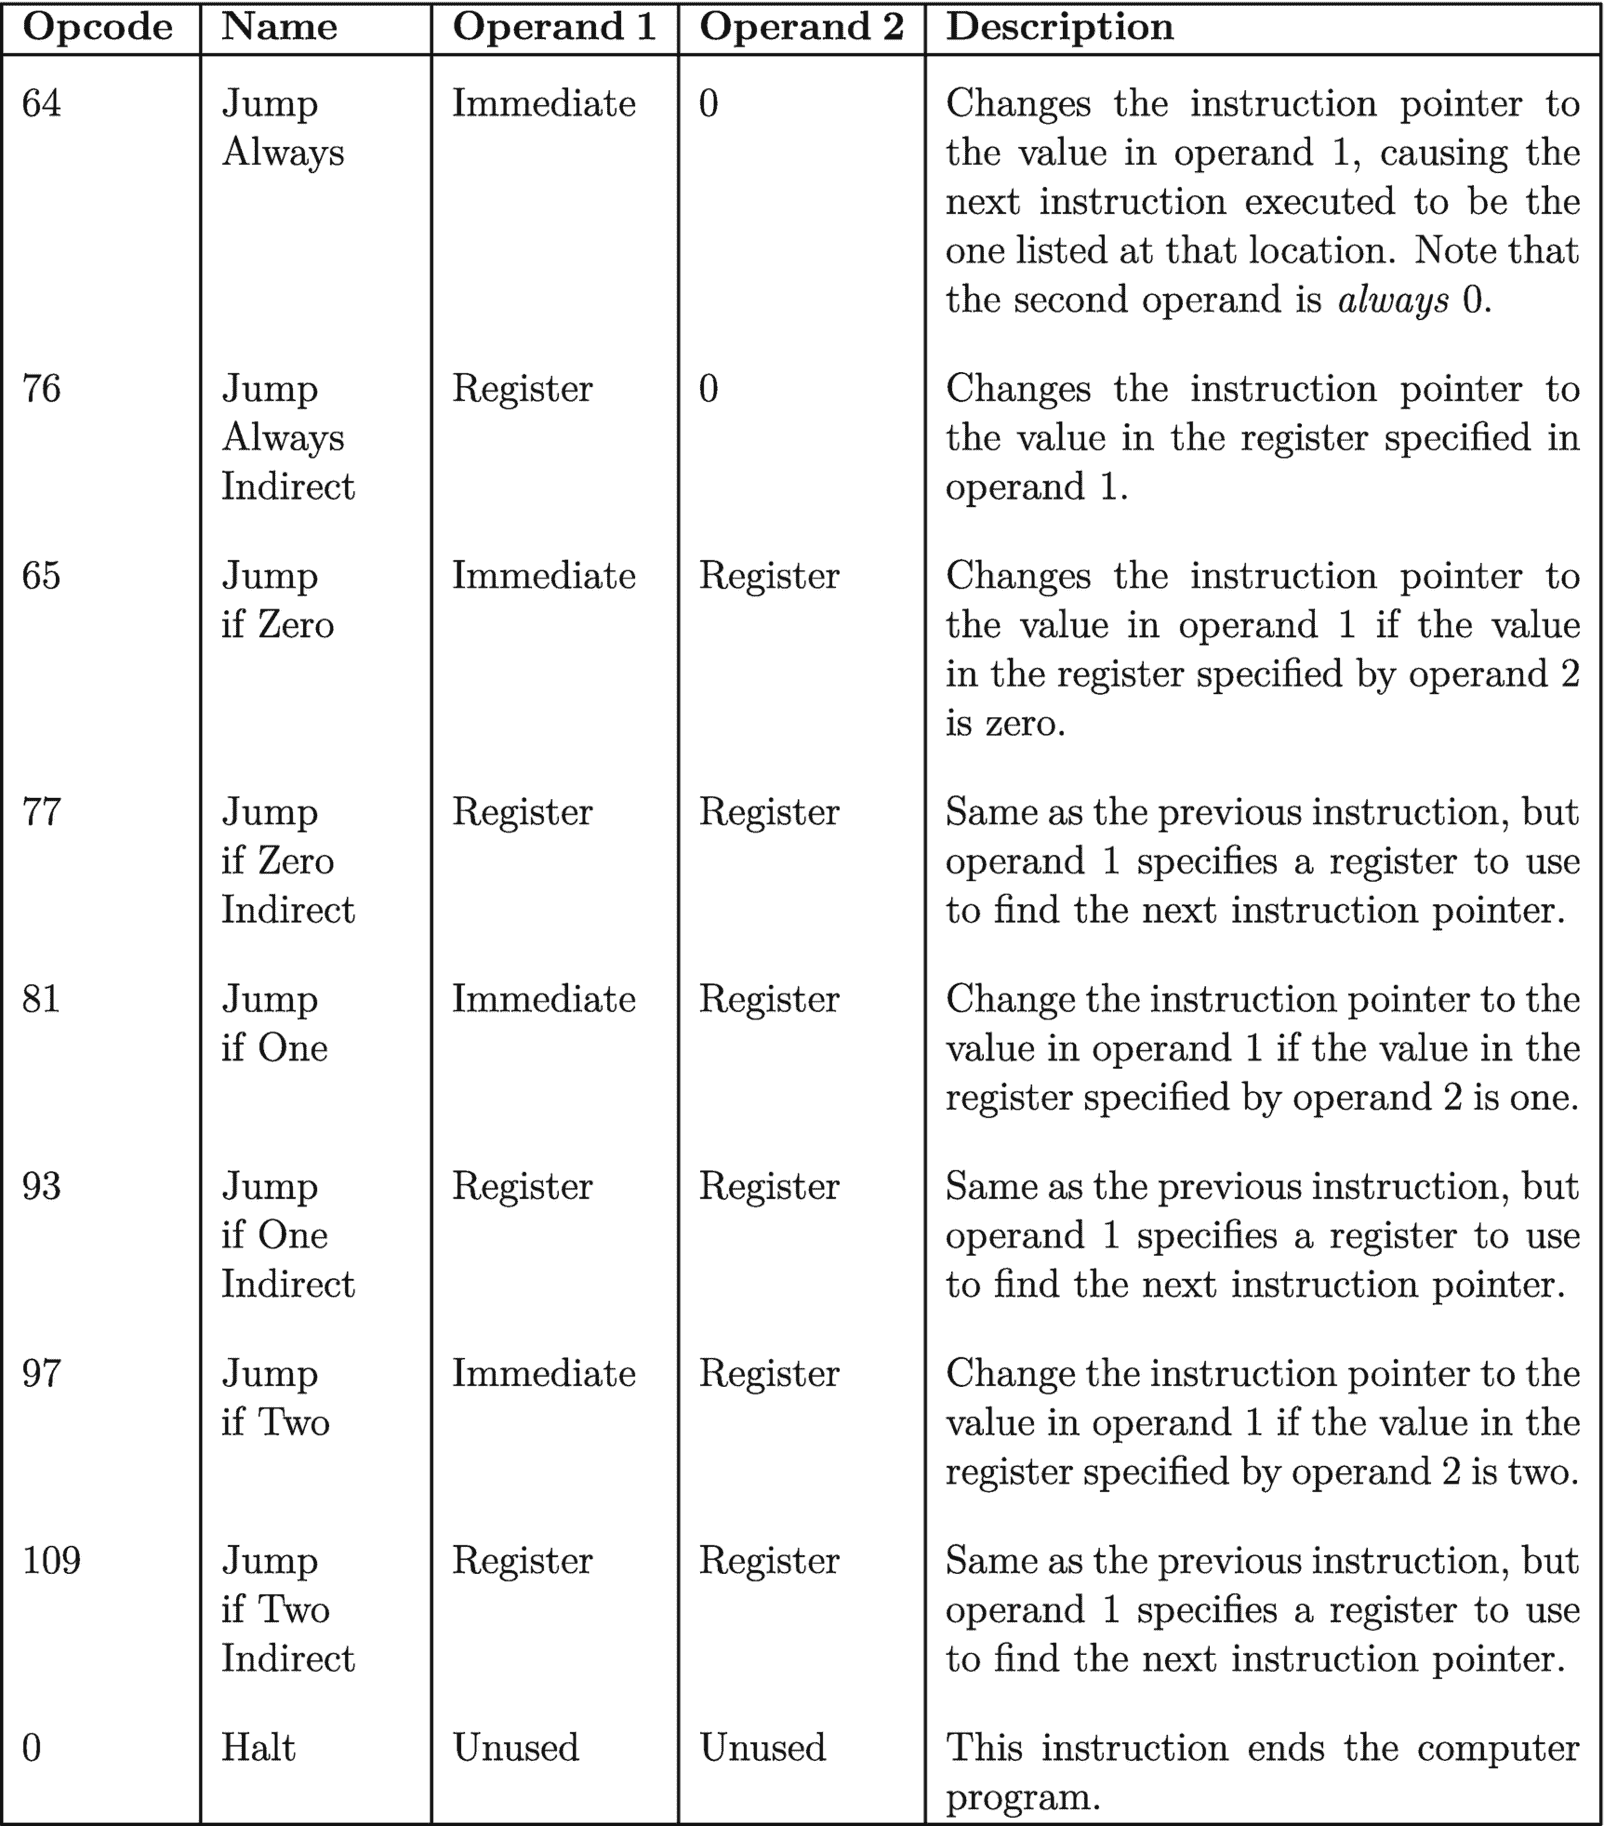 Opcode Name Operand 1 Operand 2 Description
64 Jump Immediate 0 Changes the instruction pointer to
Always the value in operand 1, causing the
next instruction executed to be the
one listed at that location. Note that
the second operand is always 0.
76 Jump Register 0 Changes the instruction pointer to
Always the value in the register specified in
Indirect operand 1.
65 Jump Immediate Register Changes the instruction pointer to
if Zero the value in operand 1 if the value
in the register specified by operand 2
is zero.
77 Jump Register Register Same as the previous instruction, but
if Zero operand 1 specifies a register to use
Indirect to find the next instruction pointer.
81 Jump Immediate Register Change the instruction pointer to the
if One value in operand 1 if the value in the
register specified by operand 2 is one.
93 Jump Register Register Same as the previous instruction, but
if One operand 1 specifies a register to use
Indirect to find the next instruction pointer.
97 Jump Immediate Register Change the instruction pointer to the
if Two value in operand 1 if the value in the
register specified by operand 2 is two.
109 Jump Register Register Same as the previous instruction, but
if Two operand 1 specifies a register to use
Indirect to find the next instruction pointer.
0 Halt Unused Unused This instruction ends the computer
program.